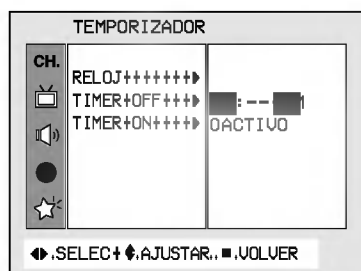 TEMPORIZADOR
CH.
RELOJ+++++++▶
TIMER+OFF+++▶ :--
TIMER+ON++++▶ OACTIVO
◀▶.SELEC+♦.AJUSTAR..■.VOLVER